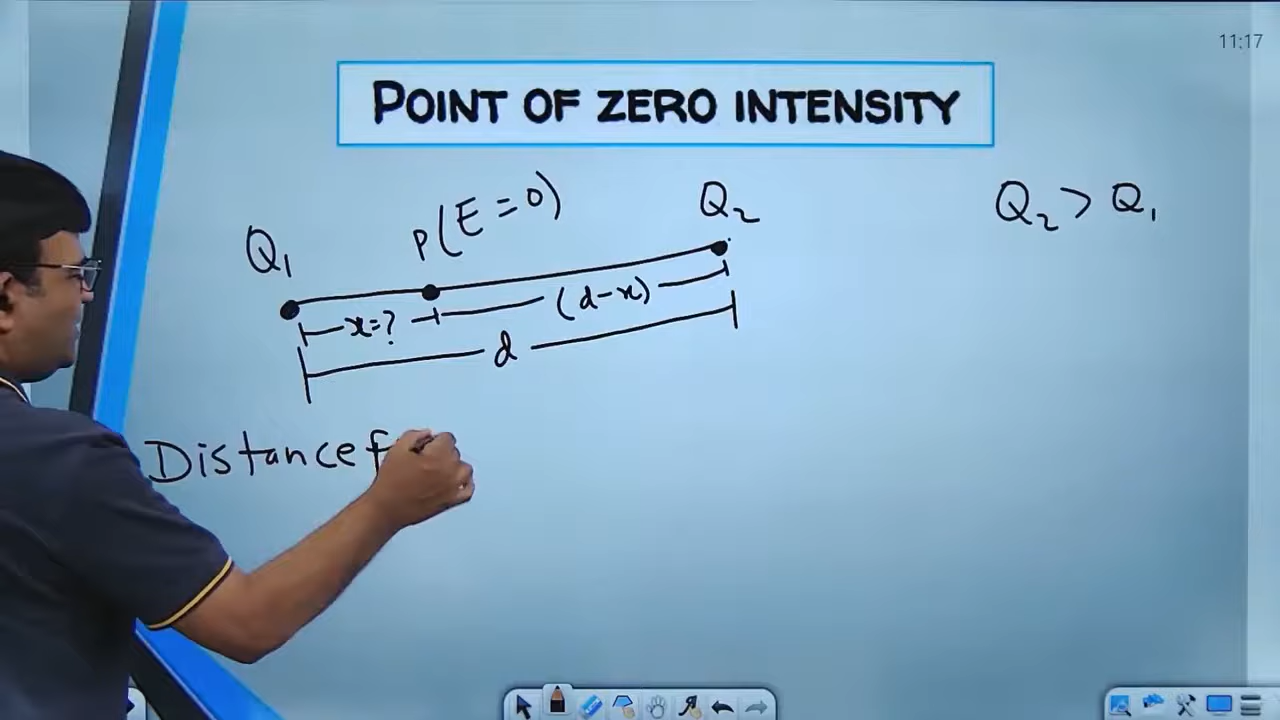 11:17
POINT OF ZERO INTENSITY
Q₁ P(E=0) Q₂
Q₂ > Q₁
x=? (d-x)
d
Distance f